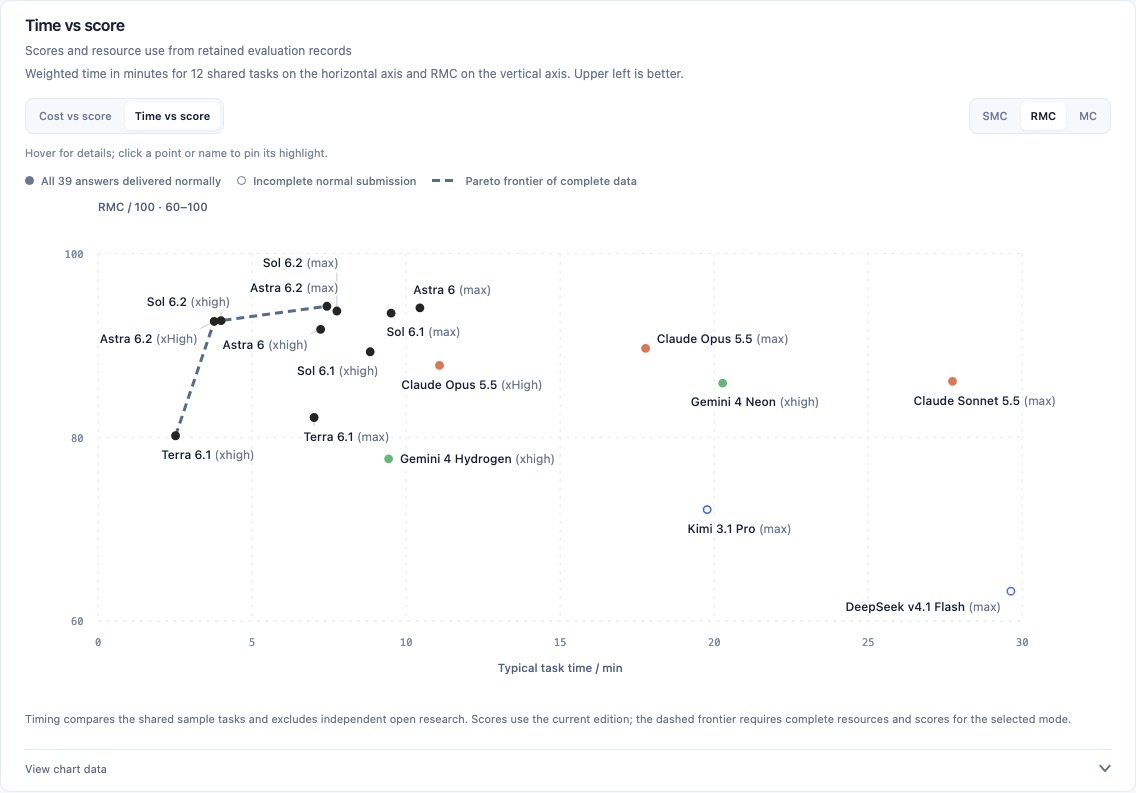 Time vs score
Scores and resource use from retained evaluation records
Weighted time in minutes for 12 shared tasks on the horizontal axis and RMC on the vertical axis. Upper left is better.
Cost vs score
Time vs score
SMC
RMC
MC
Hover for details; click a point or name to pin its highlight.
All 39 answers delivered normally
Incomplete normal submission
Pareto frontier of complete data
RMC / 100 · 60–100
100
Sol 6.2 (max)
Astra 6.2 (max)
Astra 6 (max)
Sol 6.2 (xhigh)
Sol 6.1 (max)
Astra 6.2 (xHigh)
Astra 6 (xhigh)
Claude Opus 5.5 (max)
Sol 6.1 (xhigh)
Claude Opus 5.5 (xHigh)
Gemini 4 Neon (xhigh)
Claude Sonnet 5.5 (max)
80
Terra 6.1 (max)
Terra 6.1 (xhigh)
Gemini 4 Hydrogen (xhigh)
Kimi 3.1 Pro (max)
DeepSeek v4.1 Flash (max)
60
0
5
10
15
20
25
30
Typical task time / min
Timing compares the shared sample tasks and excludes independent open research. Scores use the current edition; the dashed frontier requires complete resources and scores for the selected mode.
View chart data